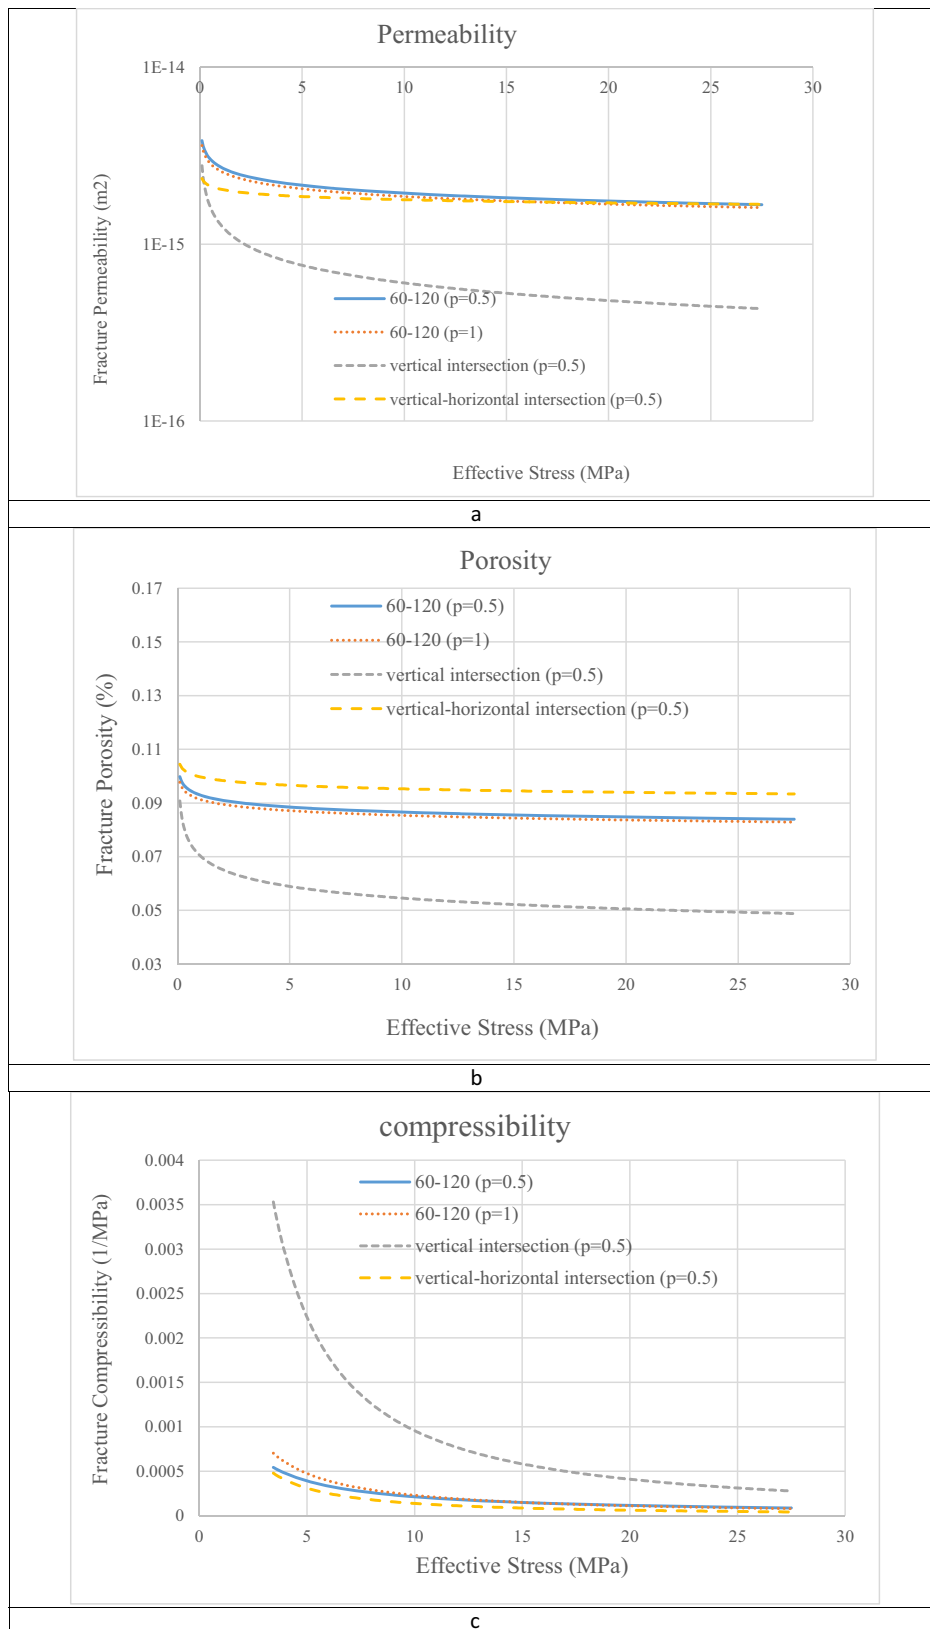 Permeability
1E-14
0 5 10 15 20 25 30
1E-15
1E-16
Fracture Permeability (m2)
60-120 (p=0.5)
60-120 (p=1)
vertical intersection (p=0.5)
vertical-horizontal intersection (p=0.5)
Effective Stress (MPa)
a
Porosity
0.17
0.15
0.13
0.11
0.09
0.07
0.05
0.03
Fracture Porosity (%)
60-120 (p=0.5)
60-120 (p=1)
vertical intersection (p=0.5)
vertical-horizontal intersection (p=0.5)
0 5 10 15 20 25 30
Effective Stress (MPa)
b
compressibility
0.004
0.0035
0.003
0.0025
0.002
0.0015
0.001
0.0005
0
Fracture Compressibility (1/MPa)
60-120 (p=0.5)
60-120 (p=1)
vertical intersection (p=0.5)
vertical-horizontal intersection (p=0.5)
0 5 10 15 20 25 30
Effective Stress (MPa)
c